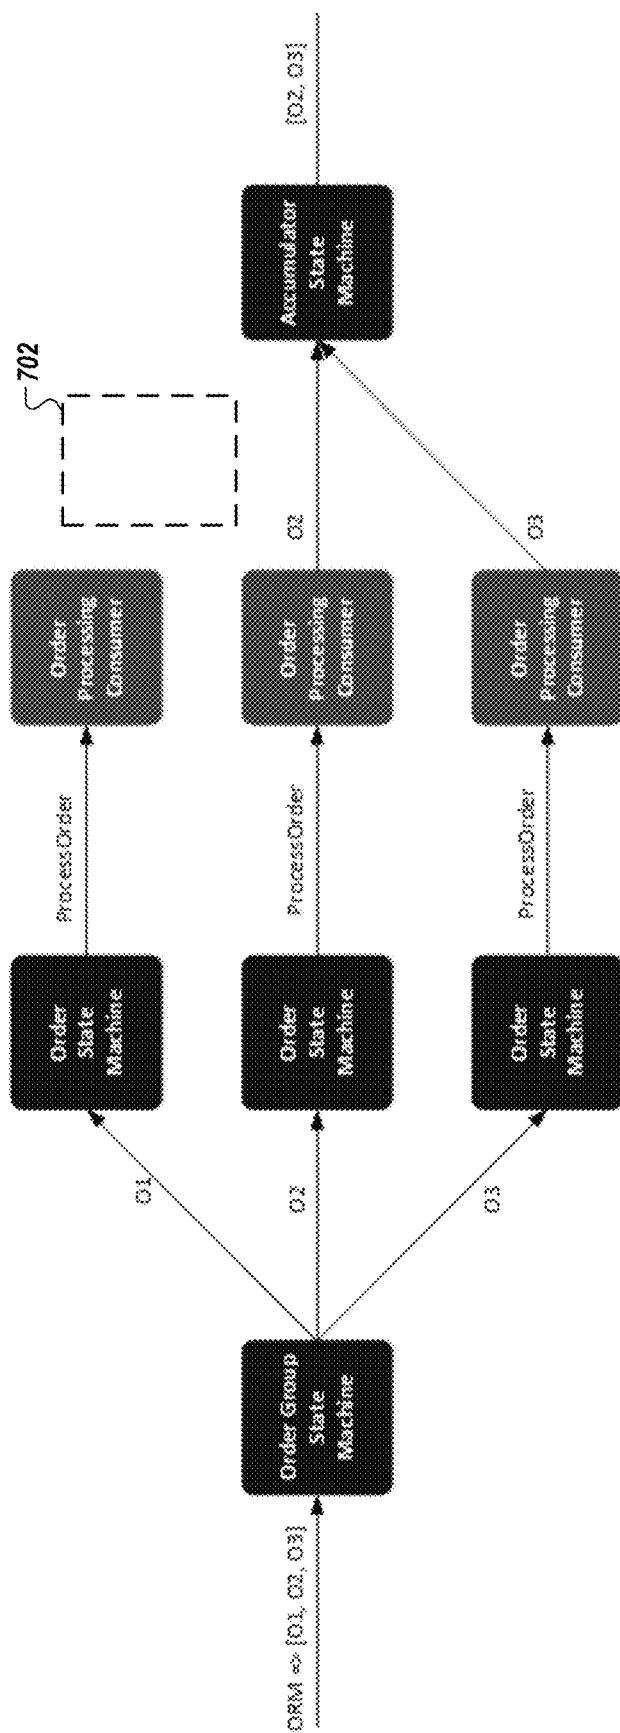 ORM => [O1, O2, O3]
Order Group
State
Machine
O1
O2
O3
Order
State
Machine
Order
State
Machine
Order
State
Machine
ProcessOrder
ProcessOrder
ProcessOrder
Order
Processing
Consumer
Order
Processing
Consumer
Order
Processing
Consumer
702
O2
O3
Accumulator
State
Machine
[O2, O3]